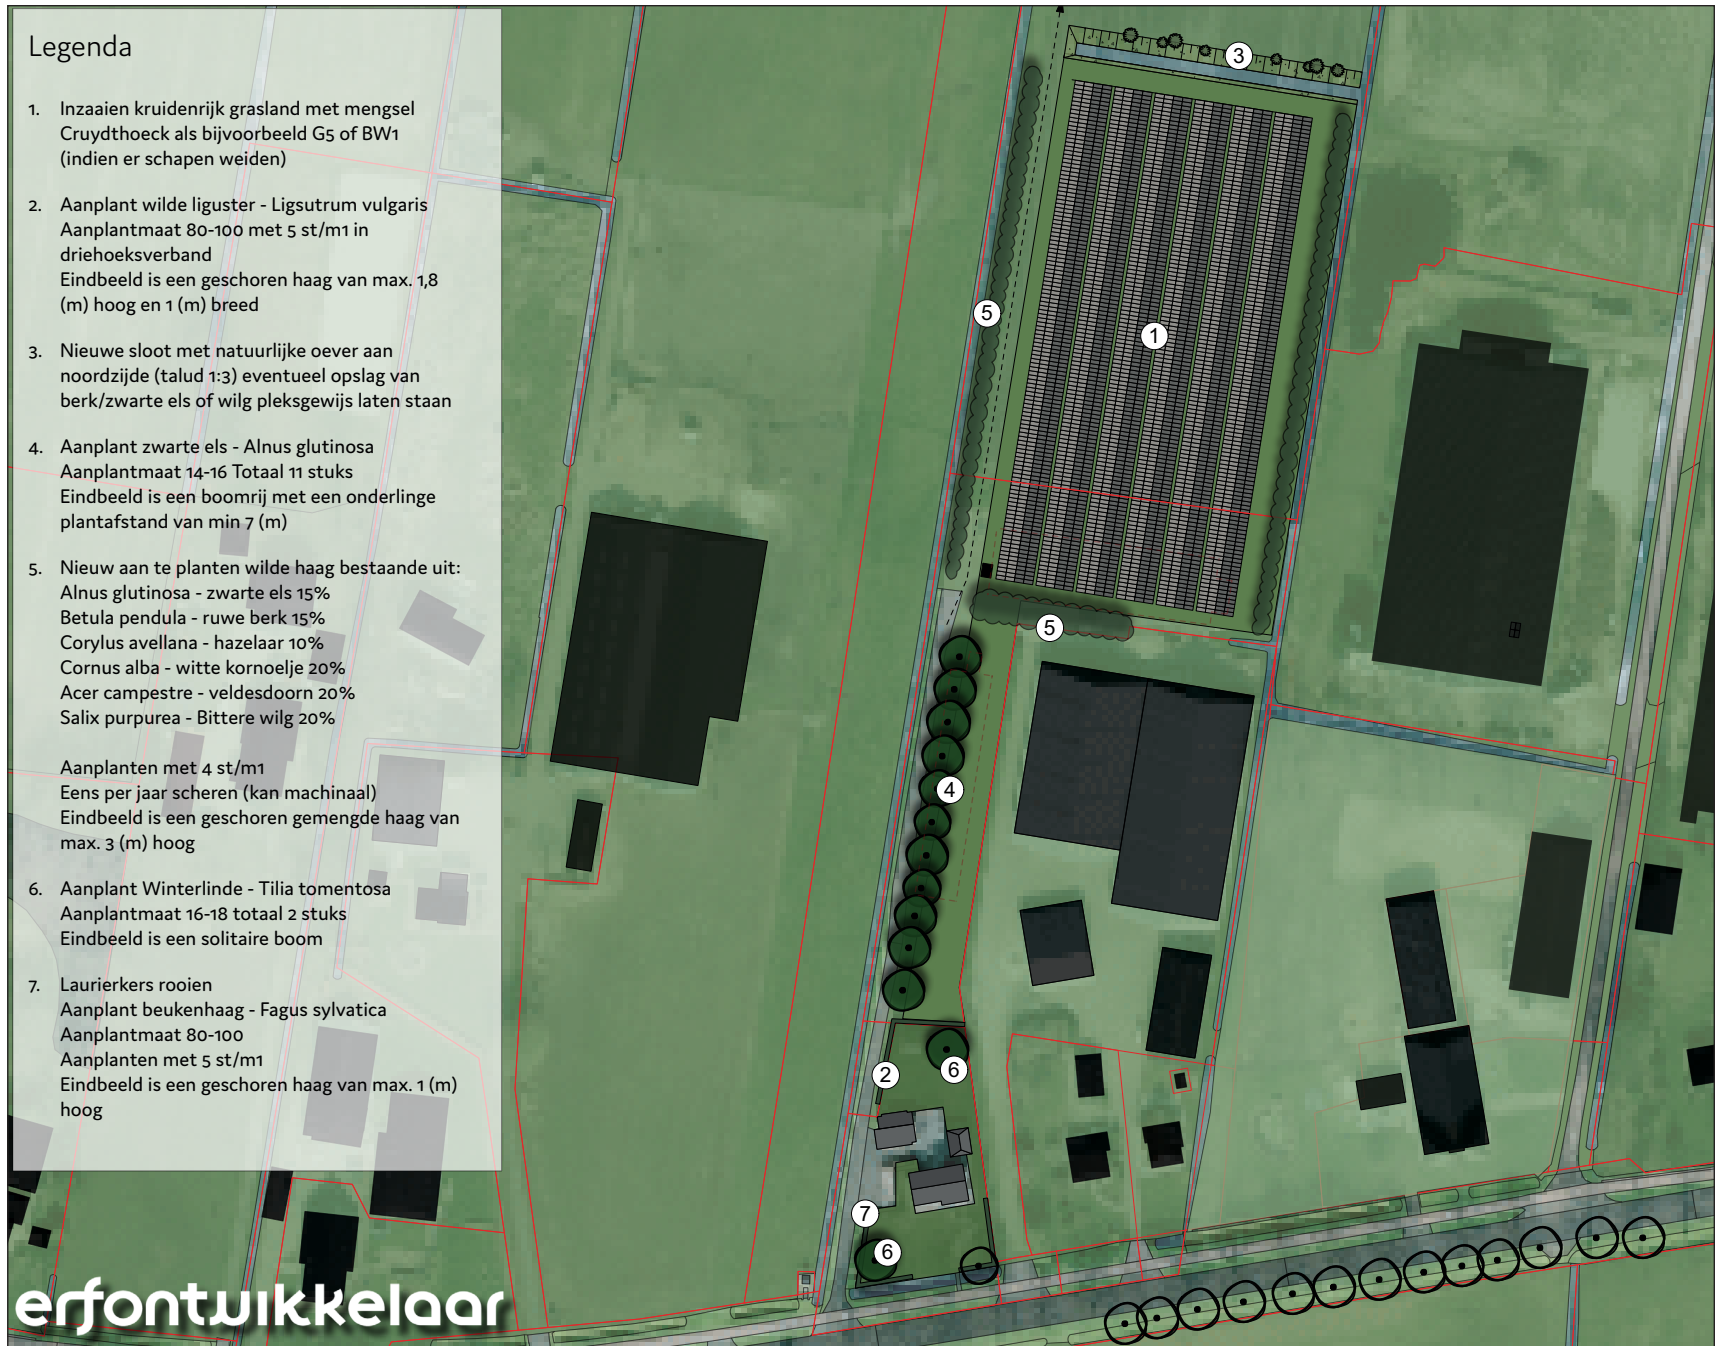 Legenda
1. Inzaaien kruidenrijk grasland met mengsel
Cruydthoeck als bijvoorbeeld G5 of BW1
(indien er schapen weiden)
2. Aanplant wilde liguster - Ligsutrum vulgaris
Aanplantmaat 80-100 met 5 st/m1 in
driehoeksverband
Eindbeeld is een geschoren haag van max. 1,8
(m) hoog en 1 (m) breed
3. Nieuwe sloot met natuurlijke oever aan
noordzijde (talud 1:3) eventueel opslag van
berk/zwarte els of wilg pleksgewijs laten staan
4. Aanplant zwarte els - Alnus glutinosa
Aanplantmaat 14-16 Totaal 11 stuks
Eindbeeld is een boomrij met een onderlinge
plantafstand van min 7 (m)
5. Nieuw aan te planten wilde haag bestaande uit:
Alnus glutinosa - zwarte els 15%
Betula pendula - ruwe berk 15%
Corylus avellana - hazelaar 10%
Cornus alba - witte kornoelje 20%
Acer campestre - veldesdoorn 20%
Salix purpurea - Bittere wilg 20%
Aanplanten met 4 st/m1
Eens per jaar scheren (kan machinaal)
Eindbeeld is een geschoren gemengde haag van
max. 3 (m) hoog
6. Aanplant Winterlinde - Tilia tomentosa
Aanplantmaat 16-18 totaal 2 stuks
Eindbeeld is een solitaire boom
7. Laurierkers rooien
Aanplant beukenhaag - Fagus sylvatica
Aanplantmaat 80-100
Aanplanten met 5 st/m1
Eindbeeld is een geschoren haag van max. 1 (m)
hoog
erfontwikkelaar
3
5
1
5
4
2
6
7
6